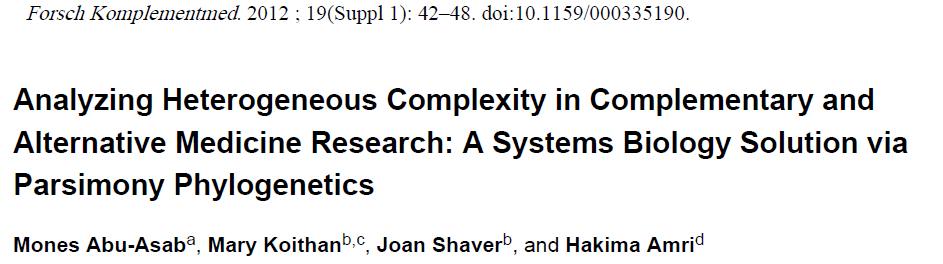 Forsch Komplementmed. 2012 ; 19(Suppl 1): 42–48. doi:10.1159/000335190.
Analyzing Heterogeneous Complexity in Complementary and
Alternative Medicine Research: A Systems Biology Solution via
Parsimony Phylogenetics
Mones Abu-Asabᵃ, Mary Koithanᵇ,ᶜ, Joan Shaverᵇ, and Hakima Amriᵈ